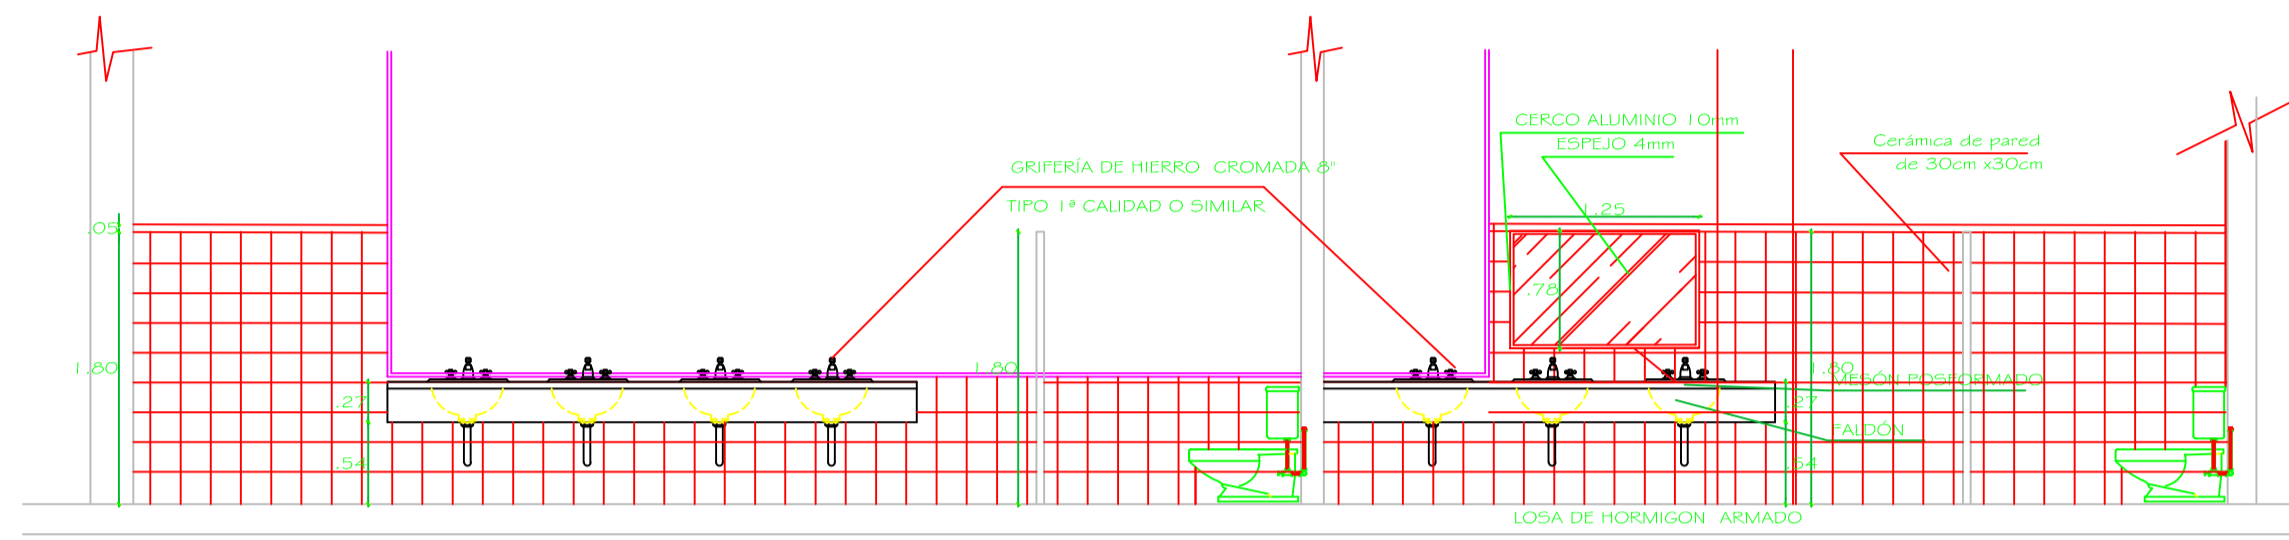 CERCO ALUMINIO 10mm
ESPEJO 4mm
Cerámica de pared
de 30cm x30cm
GRIFERÍA DE HIERRO CROMADA 8"
TIPO 1ª CALIDAD O SIMILAR
1.25
.05
.78
1.80
1.80
1.80
MESÓN POSFORMADO
.27
.27
FALDÓN
.54
.54
LOSA DE HORMIGON ARMADO